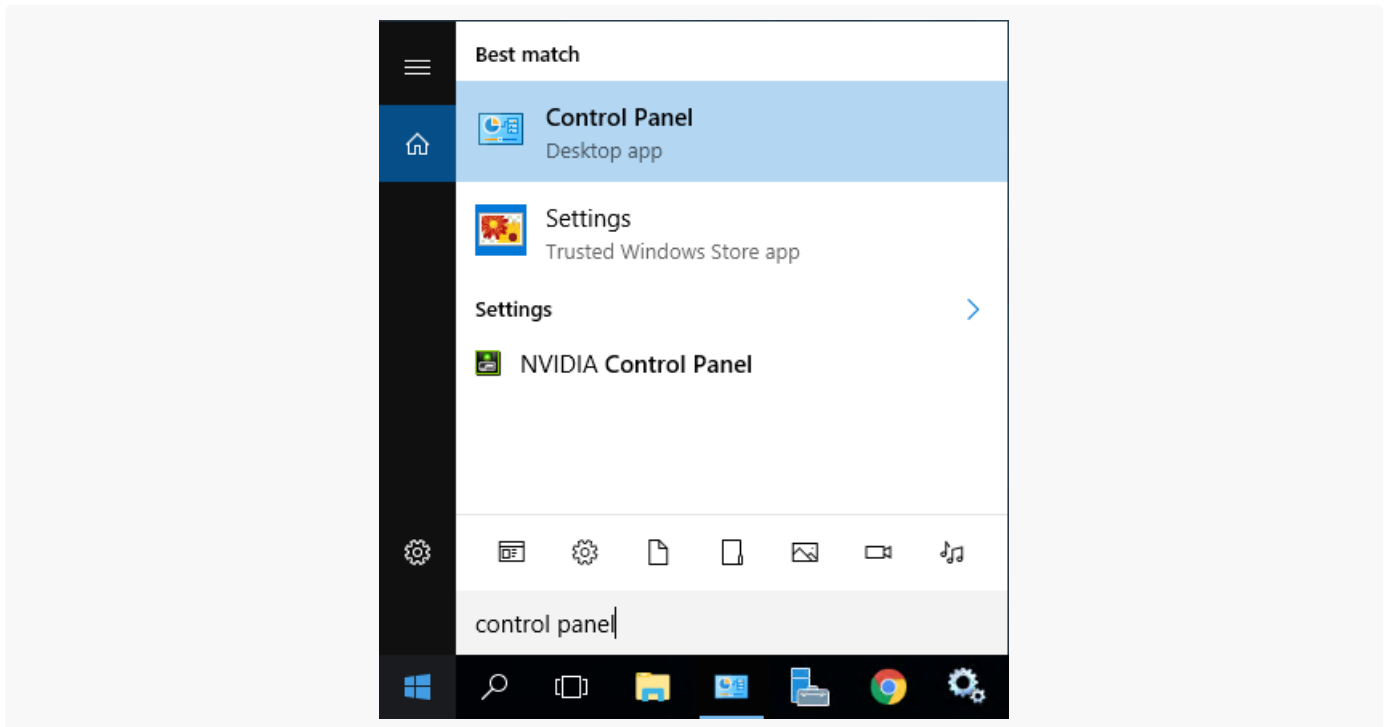 Best match
Control Panel
Desktop app
Settings
Trusted Windows Store app
Settings
NVIDIA Control Panel
control panel